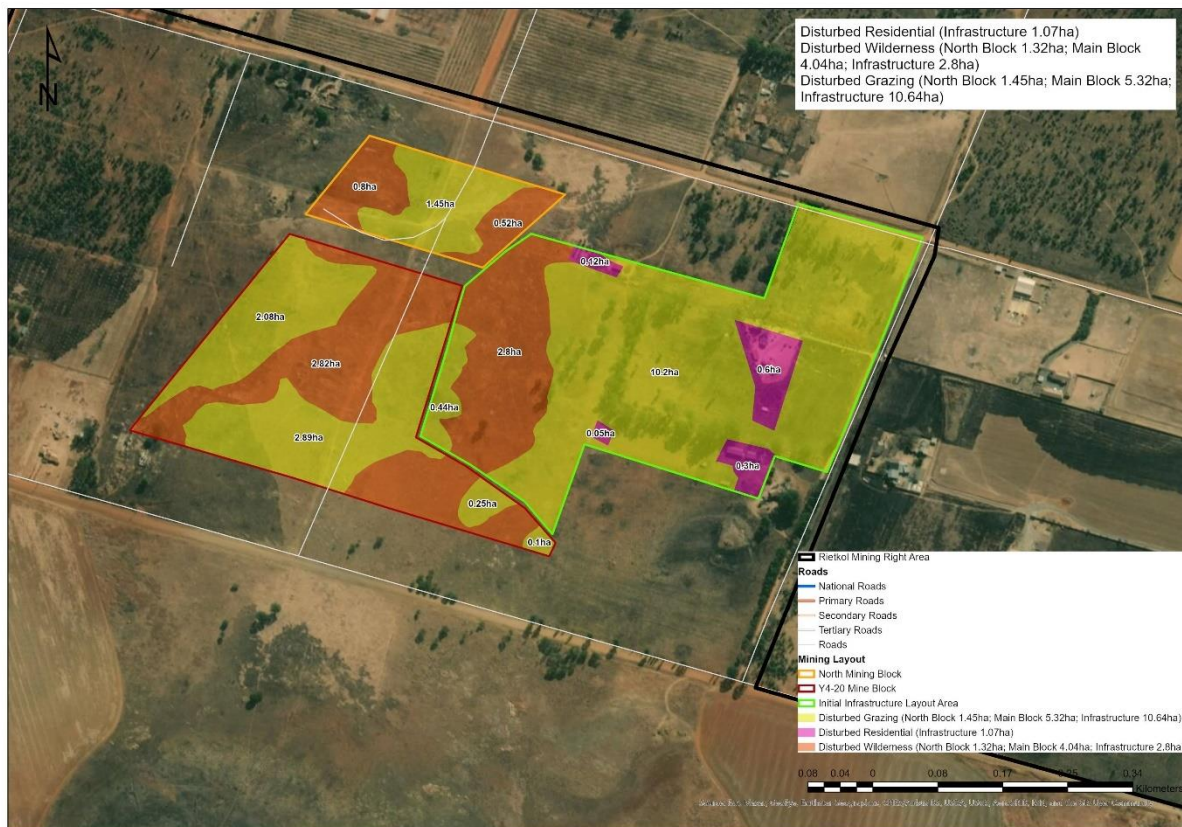 Disturbed Residential (Infrastructure 1.07ha)
Disturbed Wilderness (North Block 1.32ha; Main Block
4.04ha; Infrastructure 2.8ha)
Disturbed Grazing (North Block 1.45ha; Main Block 5.32ha;
Infrastructure 10.64ha)
N
0.8ha
1.45ha
0.52ha
0.12ha
2.08ha
2.82ha
2.8ha
10.2ha
0.6ha
0.44ha
2.89ha
0.05ha
0.3ha
0.25ha
0.1ha
Rietkol Mining Right Area
Roads
National Roads
Primary Roads
Secondary Roads
Tertiary Roads
Roads
Mining Layout
North Mining Block
Y4-20 Mine Block
Initial Infrastructure Layout Area
Disturbed Grazing (North Block 1.45ha; Main Block 5.32ha; Infrastructure 10.64ha)
Disturbed Residential (Infrastructure 1.07ha)
Disturbed Wilderness (North Block 1.32ha; Main Block 4.04ha; Infrastructure 2.8ha
0.08 0.04 0 0.08 0.17 0.25 0.34
Kilometers